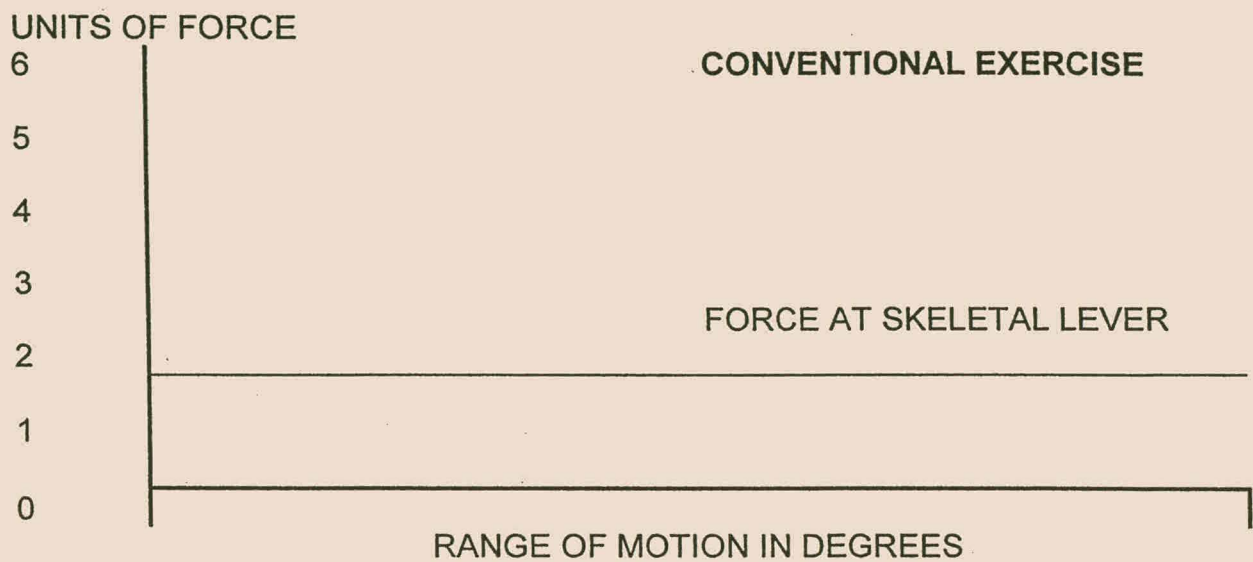 UNITS OF FORCE
6
CONVENTIONAL EXERCISE
5
4
3
FORCE AT SKELETAL LEVER
2
1
0
RANGE OF MOTION IN DEGREES